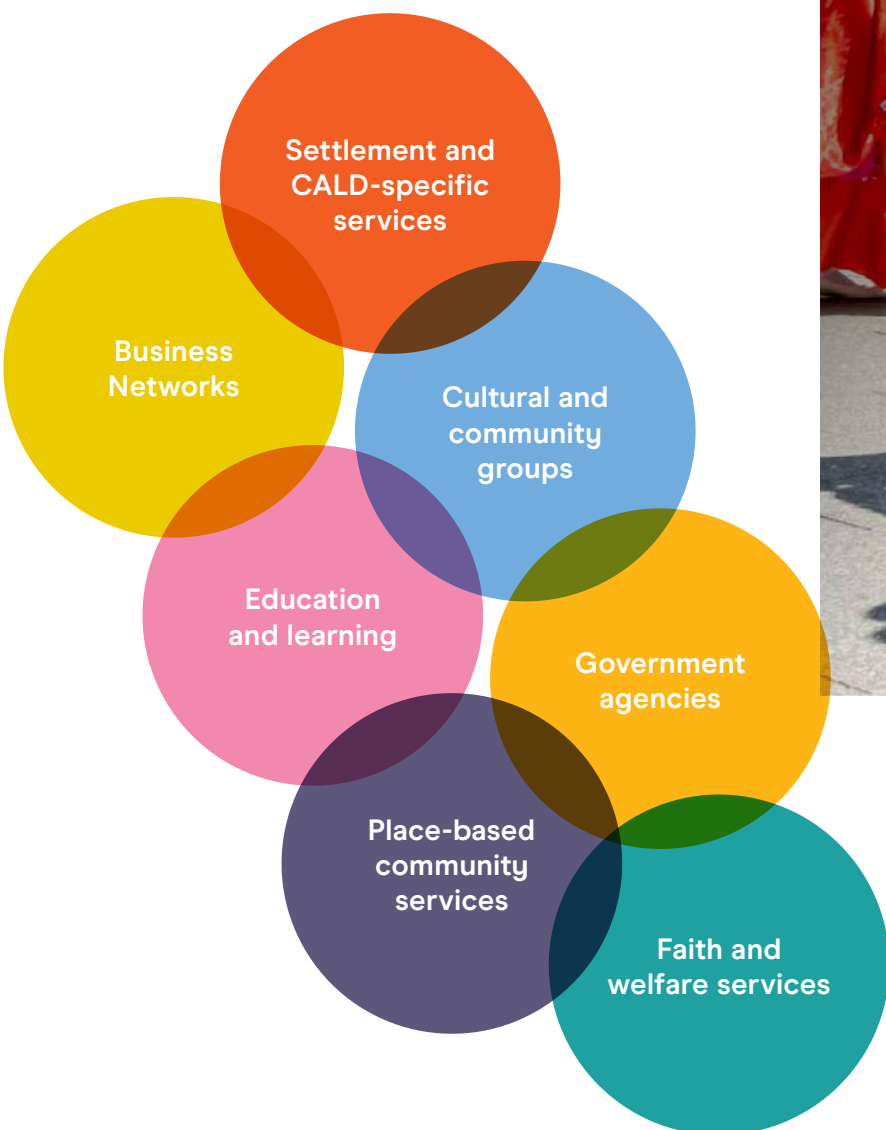 Settlement and
CALD-specific
services
Business
Networks
Cultural and
community
groups
Education
and learning
Government
agencies
Place-based
community
services
Faith and
welfare services